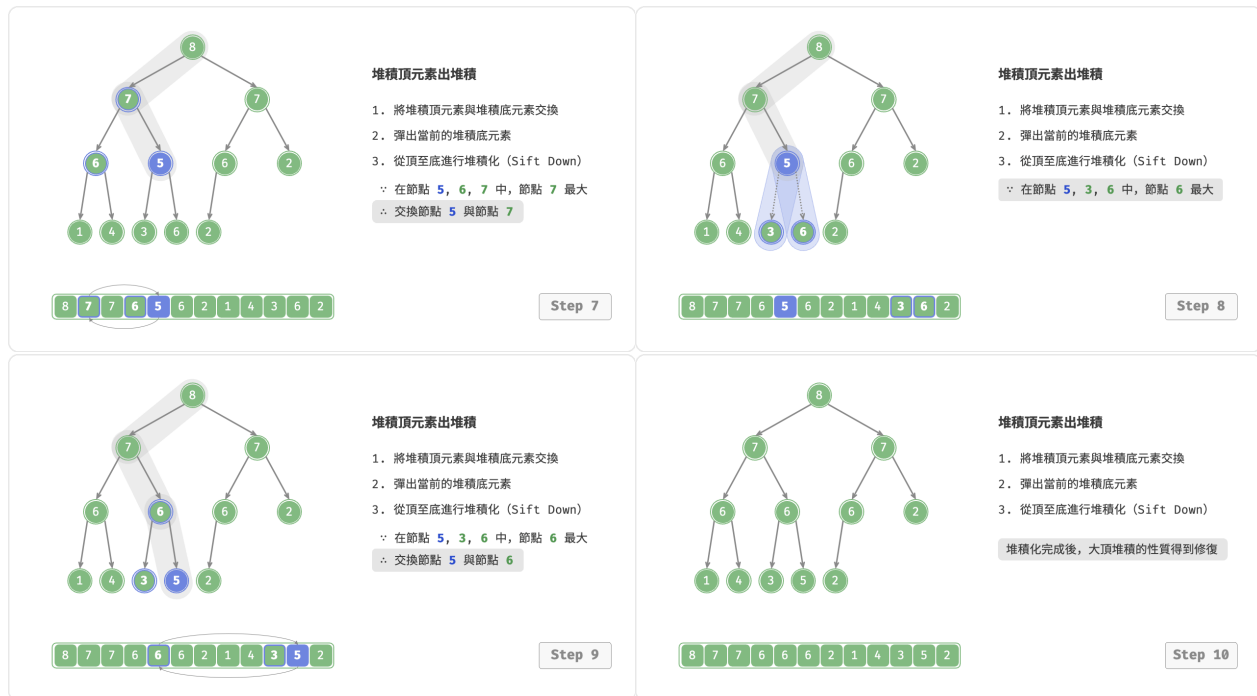 8
7
7
6
5
6
2
1
4
3
6
2
堆積頂元素出堆積
1. 將堆積頂元素與堆積底元素交換
2. 彈出當前的堆積底元素
3. 從頂至底進行堆積化（Sift Down）
∵ 在節點 5, 6, 7 中，節點 7 最大
∴ 交換節點 5 與節點 7
8 7 7 6 5 6 2 1 4 3 6 2
Step 7
8
7
7
6
5
6
2
1
4
3
6
2
堆積頂元素出堆積
1. 將堆積頂元素與堆積底元素交換
2. 彈出當前的堆積底元素
3. 從頂至底進行堆積化（Sift Down）
∵ 在節點 5, 3, 6 中，節點 6 最大
8 7 7 6 5 6 2 1 4 3 6 2
Step 8
8
7
7
6
6
6
2
1
4
3
5
2
堆積頂元素出堆積
1. 將堆積頂元素與堆積底元素交換
2. 彈出當前的堆積底元素
3. 從頂至底進行堆積化（Sift Down）
∵ 在節點 5, 3, 6 中，節點 6 最大
∴ 交換節點 5 與節點 6
8 7 7 6 6 6 2 1 4 3 5 2
Step 9
8
7
7
6
6
6
2
1
4
3
5
2
堆積頂元素出堆積
1. 將堆積頂元素與堆積底元素交換
2. 彈出當前的堆積底元素
3. 從頂至底進行堆積化（Sift Down）
堆積化完成後，大頂堆積的性質得到修復
8 7 7 6 6 6 2 1 4 3 5 2
Step 10